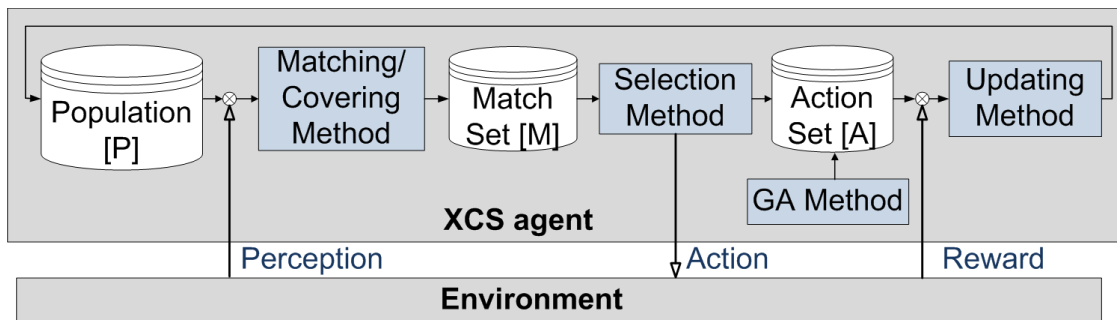 Population
[P]
Matching/
Covering
Method
Match
Set [M]
Selection
Method
Action
Set [A]
Updating
Method
GA Method
XCS agent
Perception
Action
Reward
Environment